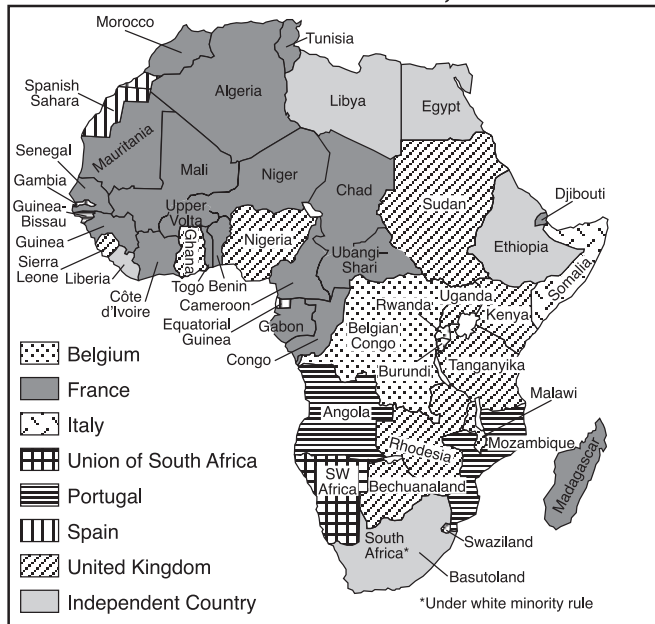 Morocco
Tunisia
Spanish
Sahara
Algeria
Libya
Egypt
Mauritania
Mali
Niger
Chad
Sudan
Senegal
Gambia
Guinea-
Bissau
Guinea
Sierra
Leone
Liberia
Côte
d'Ivoire
Upper
Volta
Ghana
Togo
Benin
Nigeria
Cameroon
Equatorial
Guinea
Gabon
Congo
Ubangi-
Shari
Djibouti
Ethiopia
Somalia
Uganda
Kenya
Rwanda
Belgian
Congo
Burundi
Tanganyika
Malawi
Angola
Mozambique
Rhodesia
Madagascar
SW
Africa
Bechuanaland
South
Africa*
Swaziland
Basutoland
*Under white minority rule
Belgium
France
Italy
Union of South Africa
Portugal
Spain
United Kingdom
Independent Country